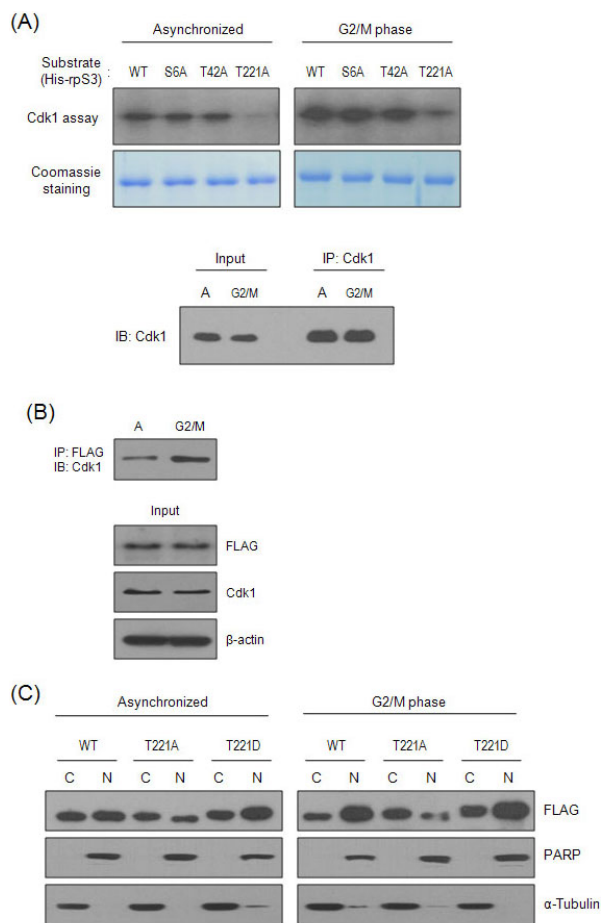 (A)
Asynchronized G2/M phase
Substrate
(His-rpS3) : WT S6A T42A T221A WT S6A T42A T221A
Cdk1 assay
Coomassie
staining
Input IP: Cdk1
A G2/M A G2/M
IB: Cdk1
(B)
A G2/M
IP: FLAG
IB: Cdk1
Input
FLAG
Cdk1
β-actin
(C)
Asynchronized G2/M phase
WT T221A T221D WT T221A T221D
C N C N C N C N C N C N
FLAG
PARP
α-Tubulin